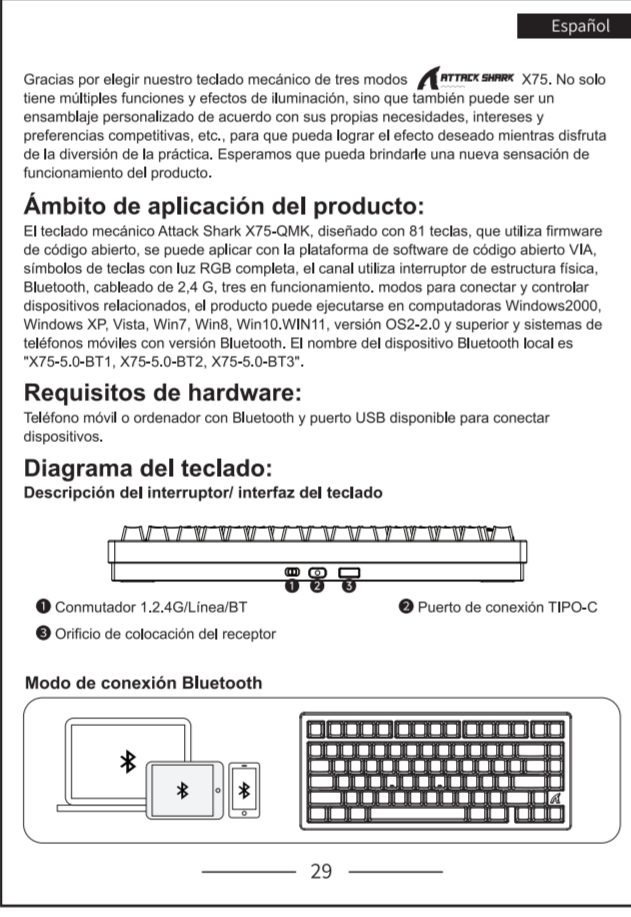 Español
Gracias por elegir nuestro teclado mecánico de tres modos ATTACK SHARK X75. No solo
tiene múltiples funciones y efectos de iluminación, sino que también puede ser un
ensamblaje personalizado de acuerdo con sus propias necesidades, intereses y
preferencias competitivas, etc., para que pueda lograr el efecto deseado mientras disfruta
de la diversión de la práctica. Esperamos que pueda brindarle una nueva sensación de
funcionamiento del producto.
Ámbito de aplicación del producto:
El teclado mecánico Attack Shark X75-QMK, diseñado con 81 teclas, que utiliza firmware
de código abierto, se puede aplicar con la plataforma de software de código abierto VIA,
símbolos de teclas con luz RGB completa, el canal utiliza interruptor de estructura física,
Bluetooth, cableado de 2,4 G, tres en funcionamiento. modos para conectar y controlar
dispositivos relacionados, el producto puede ejecutarse en computadoras Windows2000,
Windows XP, Vista, Win7, Win8, Win10.WIN11, versión OS2-2.0 y superior y sistemas de
teléfonos móviles con versión Bluetooth. El nombre del dispositivo Bluetooth local es
"X75-5.0-BT1, X75-5.0-BT2, X75-5.0-BT3".
Requisitos de hardware:
Teléfono móvil o ordenador con Bluetooth y puerto USB disponible para conectar
dispositivos.
Diagrama del teclado:
Descripción del interruptor/ interfaz del teclado
❶ ❷ ❸
❶ Conmutador 1.2.4G/Línea/BT ❷ Puerto de conexión TIPO-C
❸ Orificio de colocación del receptor
Modo de conexión Bluetooth
29